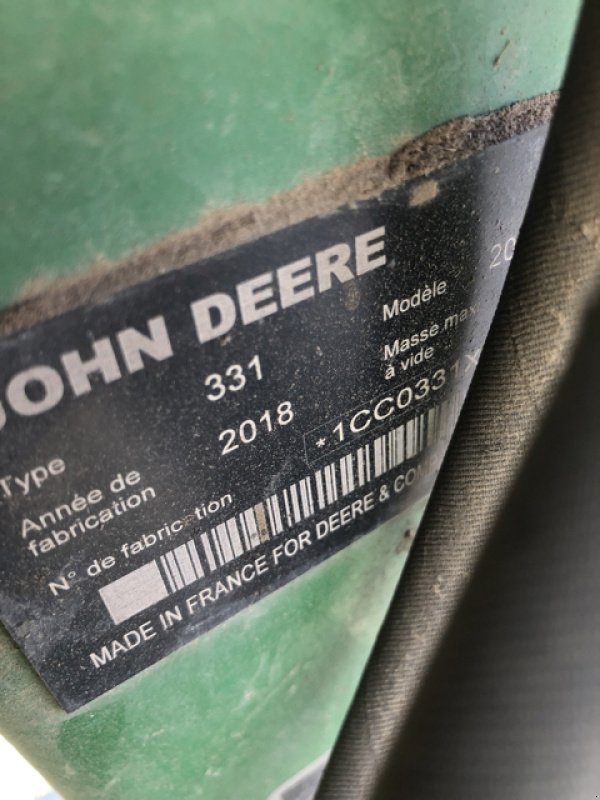 JOHN DEERE
Type 331 Modèle 20
Année de fabrication 2018 Masse max à vide
N° de fabrication *1CC0331X
MADE IN FRANCE FOR DEERE & CO